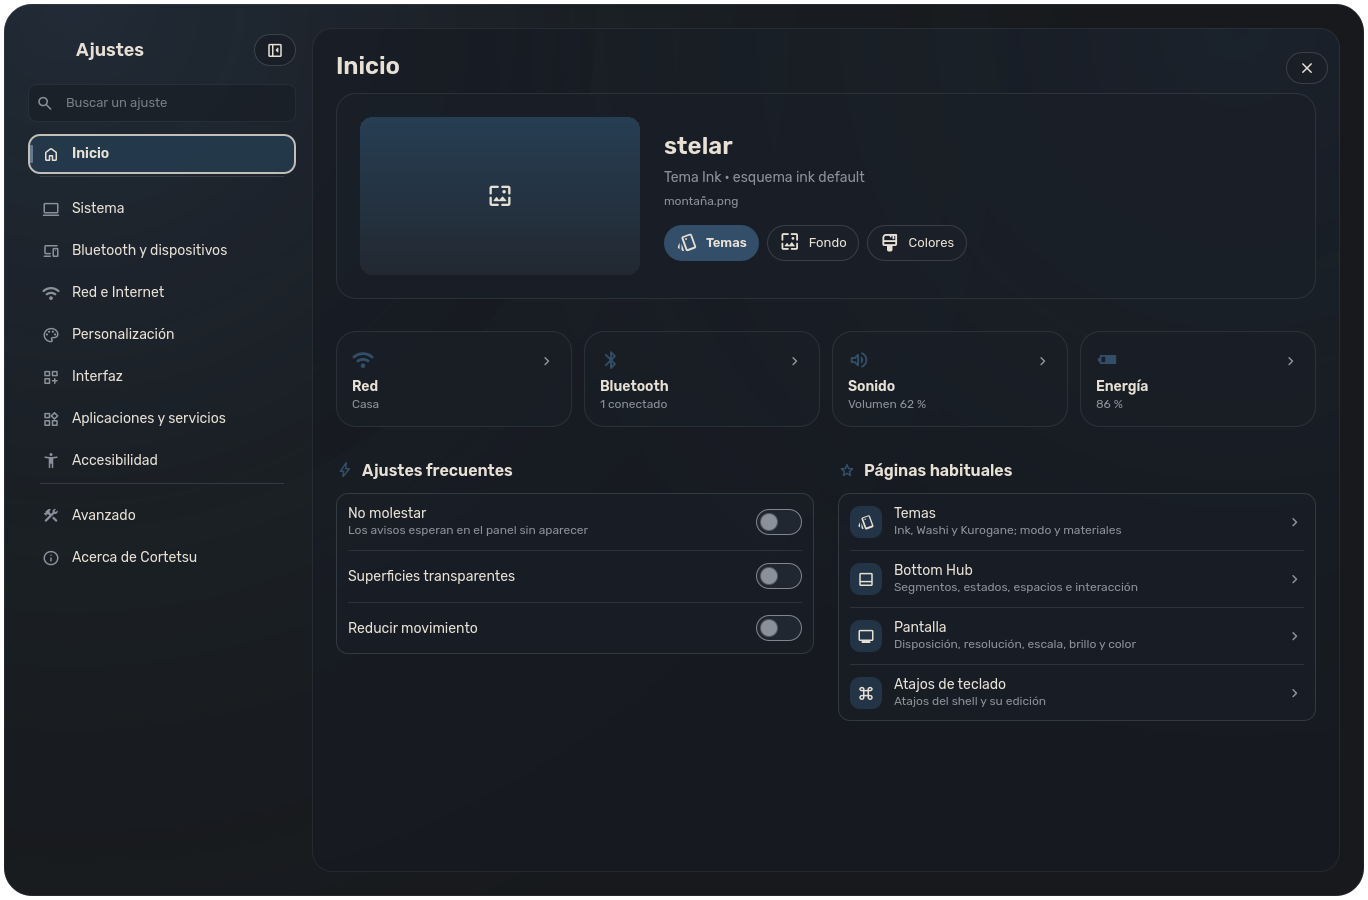 Ajustes
Buscar un ajuste
Inicio
Sistema
Bluetooth y dispositivos
Red e Internet
Personalización
Interfaz
Aplicaciones y servicios
Accesibilidad
Avanzado
Acerca de Cortetsu
Inicio
stelar
Tema Ink • esquema ink default
montaña.png
Temas
Fondo
Colores
Red
Casa
Bluetooth
1 conectado
Sonido
Volumen 62 %
Energía
86 %
Ajustes frecuentes
No molestar
Los avisos esperan en el panel sin aparecer
Superficies transparentes
Reducir movimiento
Páginas habituales
Temas
Ink, Washi y Kurogane; modo y materiales
Bottom Hub
Segmentos, estados, espacios e interacción
Pantalla
Disposición, resolución, escala, brillo y color
Atajos de teclado
Atajos del shell y su edición